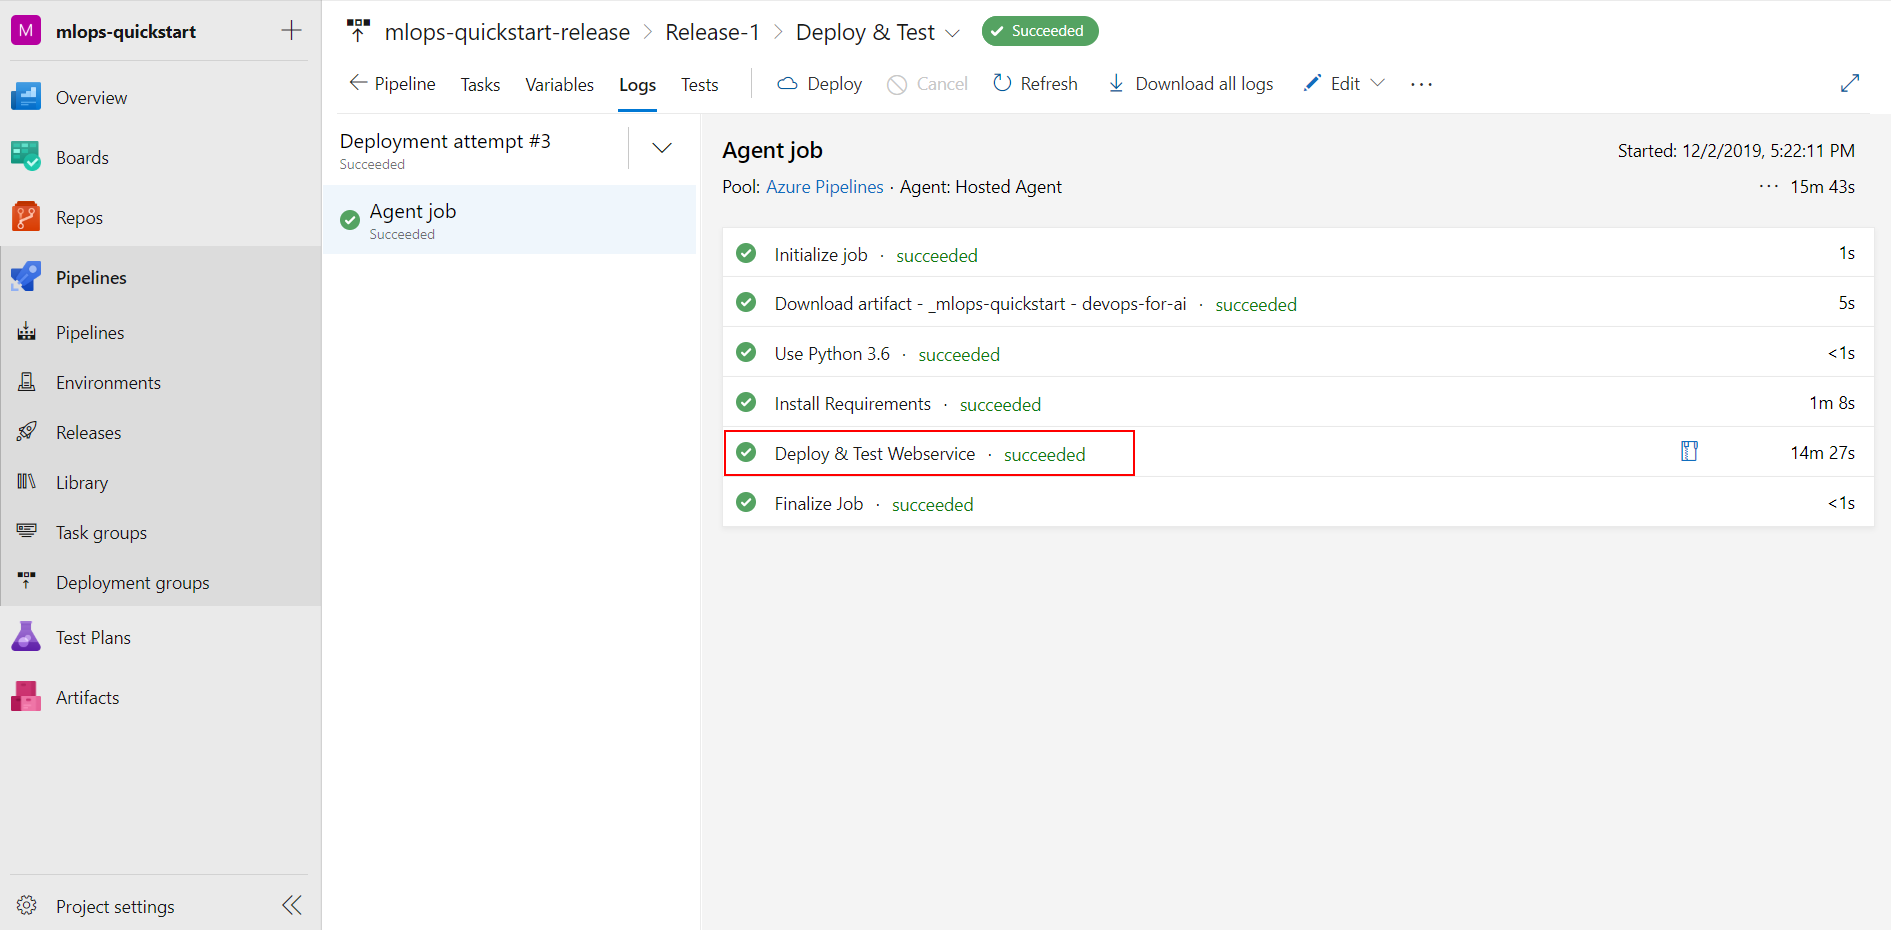 M mlops-quickstart
Overview
Boards
Repos
Pipelines
Pipelines
Environments
Releases
Library
Task groups
Deployment groups
Test Plans
Artifacts
Project settings
mlops-quickstart-release > Release-1 > Deploy & Test Succeeded
Pipeline Tasks Variables Logs Tests Deploy Cancel Refresh Download all logs Edit ...
Deployment attempt #3
Succeeded
Agent job
Succeeded
Agent job Started: 12/2/2019, 5:22:11 PM
Pool: Azure Pipelines · Agent: Hosted Agent ... 15m 43s
Initialize job · succeeded 1s
Download artifact - _mlops-quickstart - devops-for-ai · succeeded 5s
Use Python 3.6 · succeeded <1s
Install Requirements · succeeded 1m 8s
Deploy & Test Webservice · succeeded 14m 27s
Finalize Job · succeeded <1s